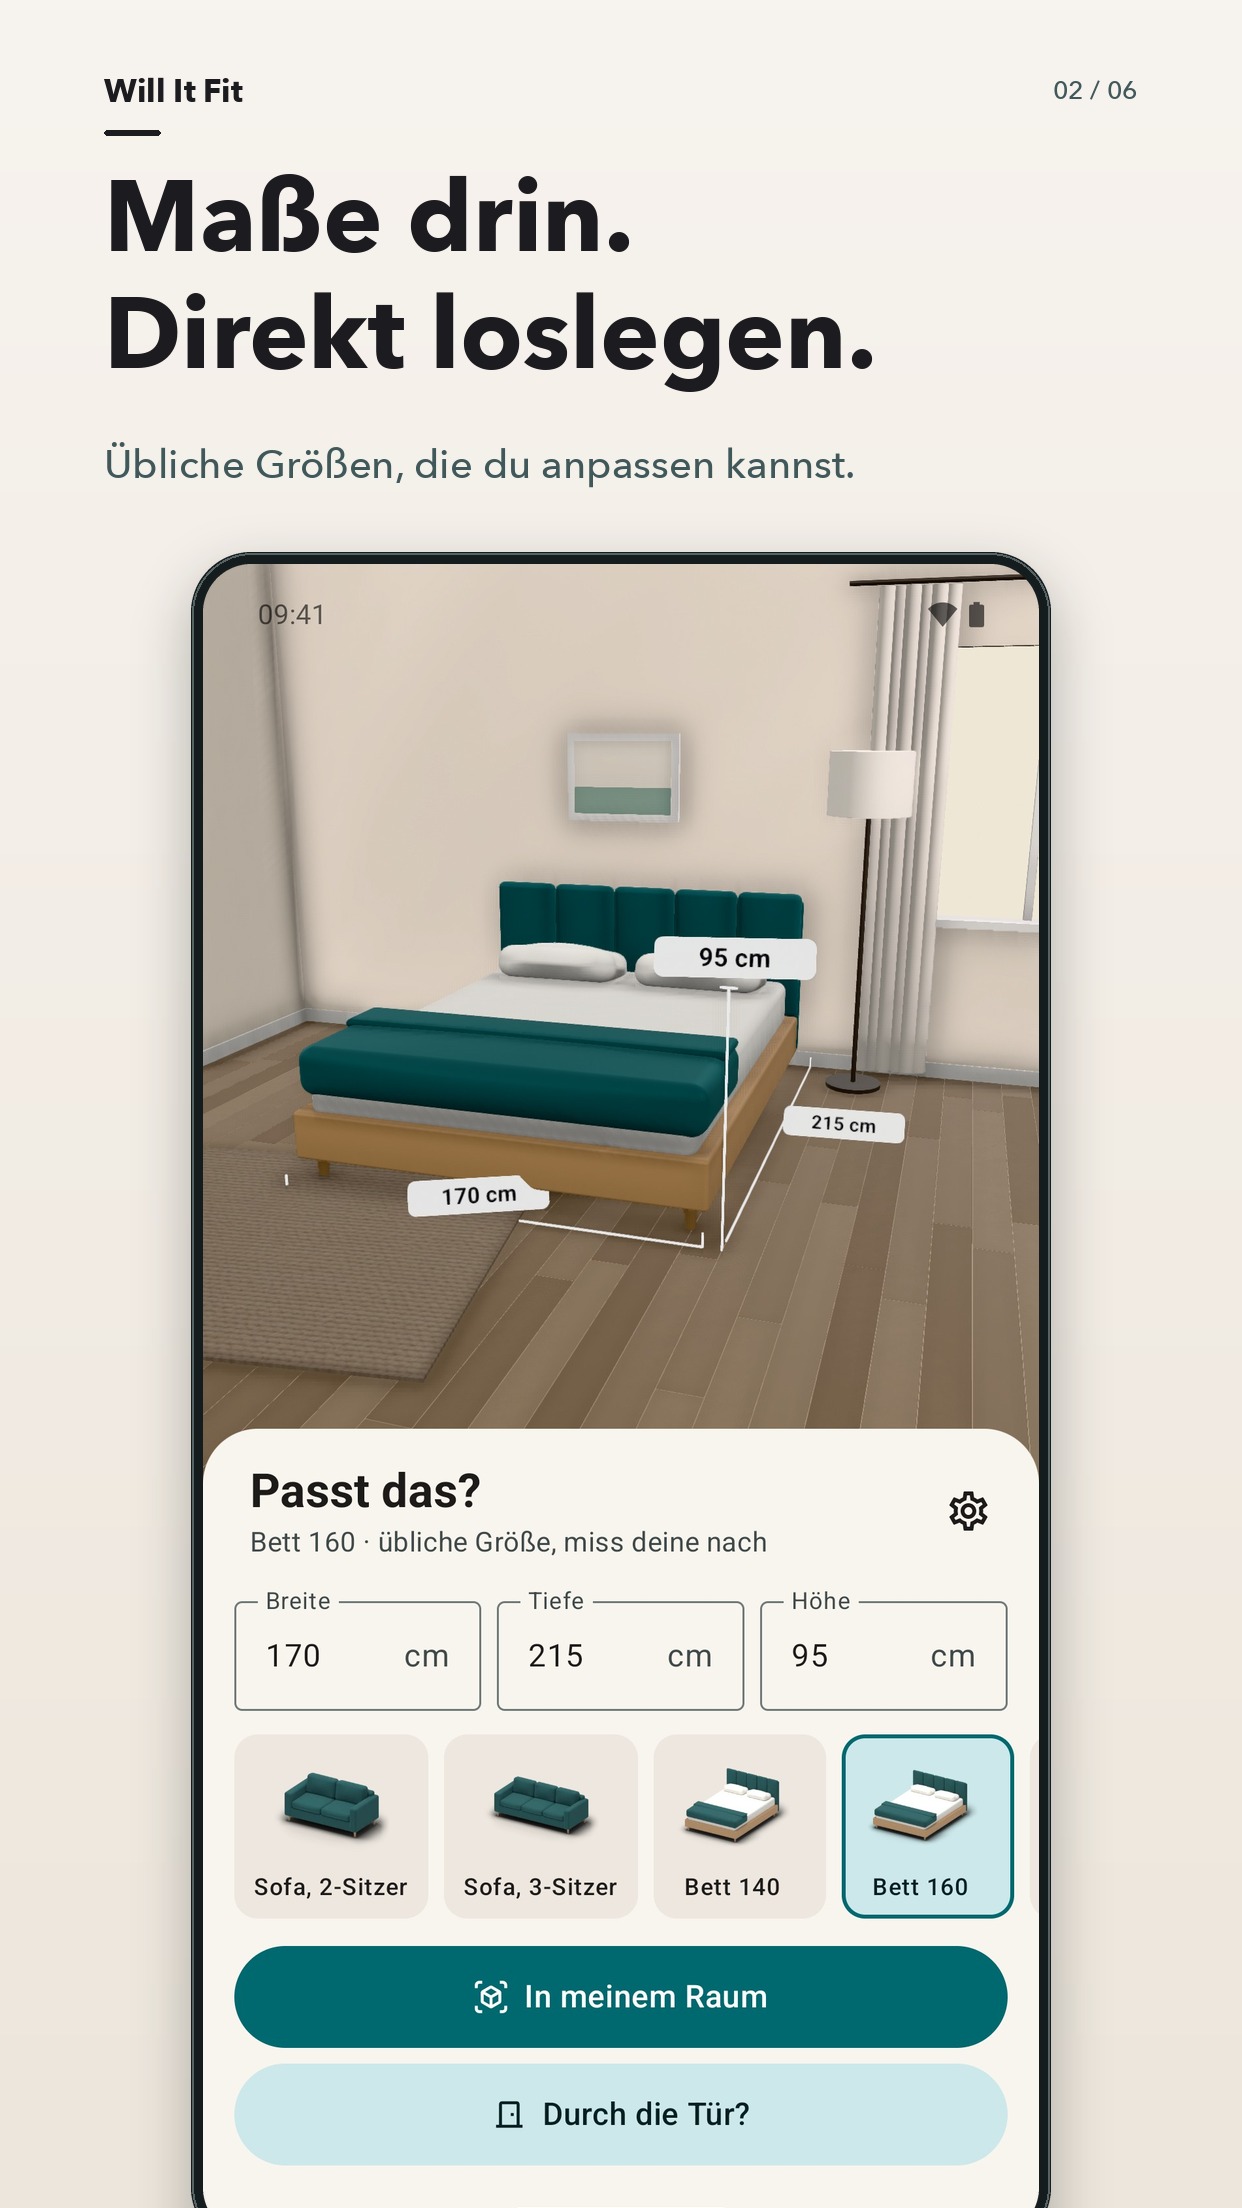 Will It Fit
02 / 06
Maße drin.
Direkt loslegen.
Übliche Größen, die du anpassen kannst.
09:41
95 cm
215 cm
170 cm
Passt das?
Bett 160 · übliche Größe, miss deine nach
Breite
Tiefe
Höhe
170 cm
215 cm
95 cm
Sofa, 2-Sitzer
Sofa, 3-Sitzer
Bett 140
Bett 160
In meinem Raum
Durch die Tür?